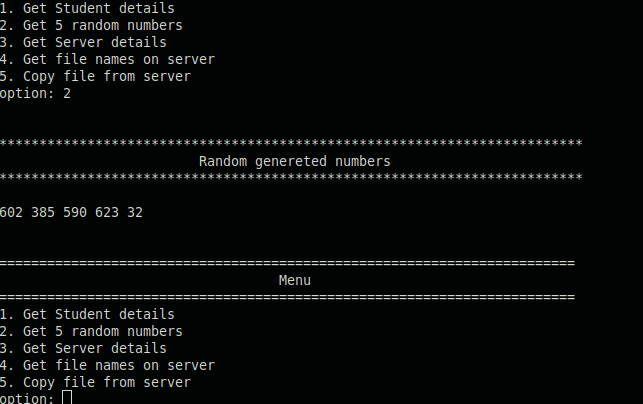 1. Get Student details
2. Get 5 random numbers
3. Get Server details
4. Get file names on server
5. Copy file from server
option: 2
*************************************************************************
Random genereted numbers
*************************************************************************
602 385 590 623 32
========================================================================
Menu
========================================================================
1. Get Student details
2. Get 5 random numbers
3. Get Server details
4. Get file names on server
5. Copy file from server
option: